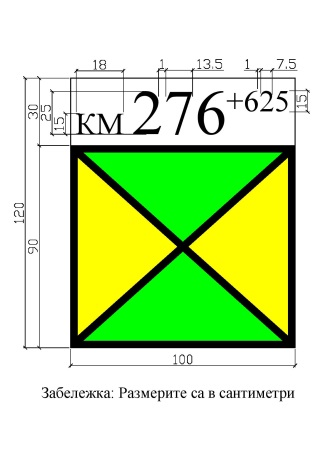 18 1 13.5 1 7.5
30 25 15 км 276+625 15
120 90
100
Забележка: Размерите са в сантиметри